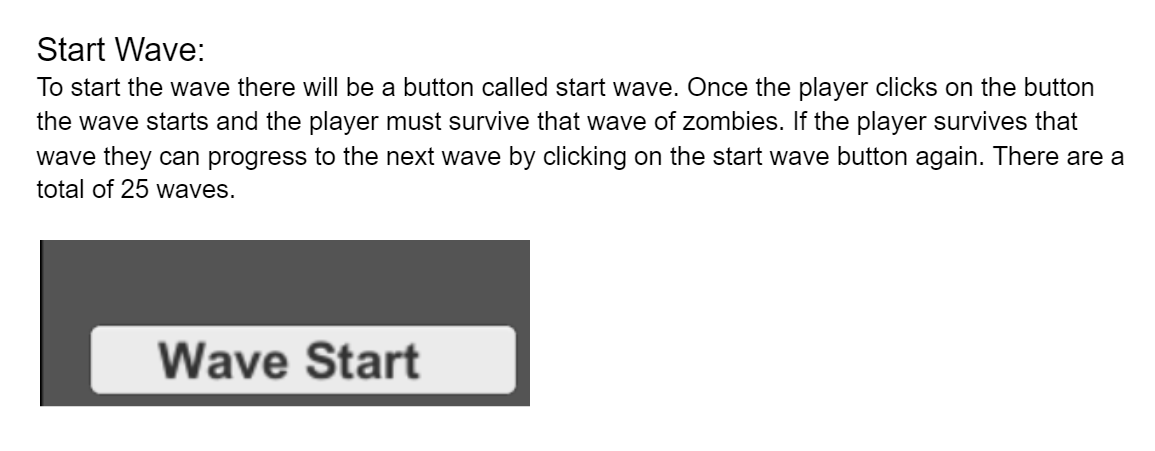 Start Wave:
To start the wave there will be a button called start wave. Once the player clicks on the button
the wave starts and the player must survive that wave of zombies. If the player survives that
wave they can progress to the next wave by clicking on the start wave button again. There are a
total of 25 waves.
Wave Start